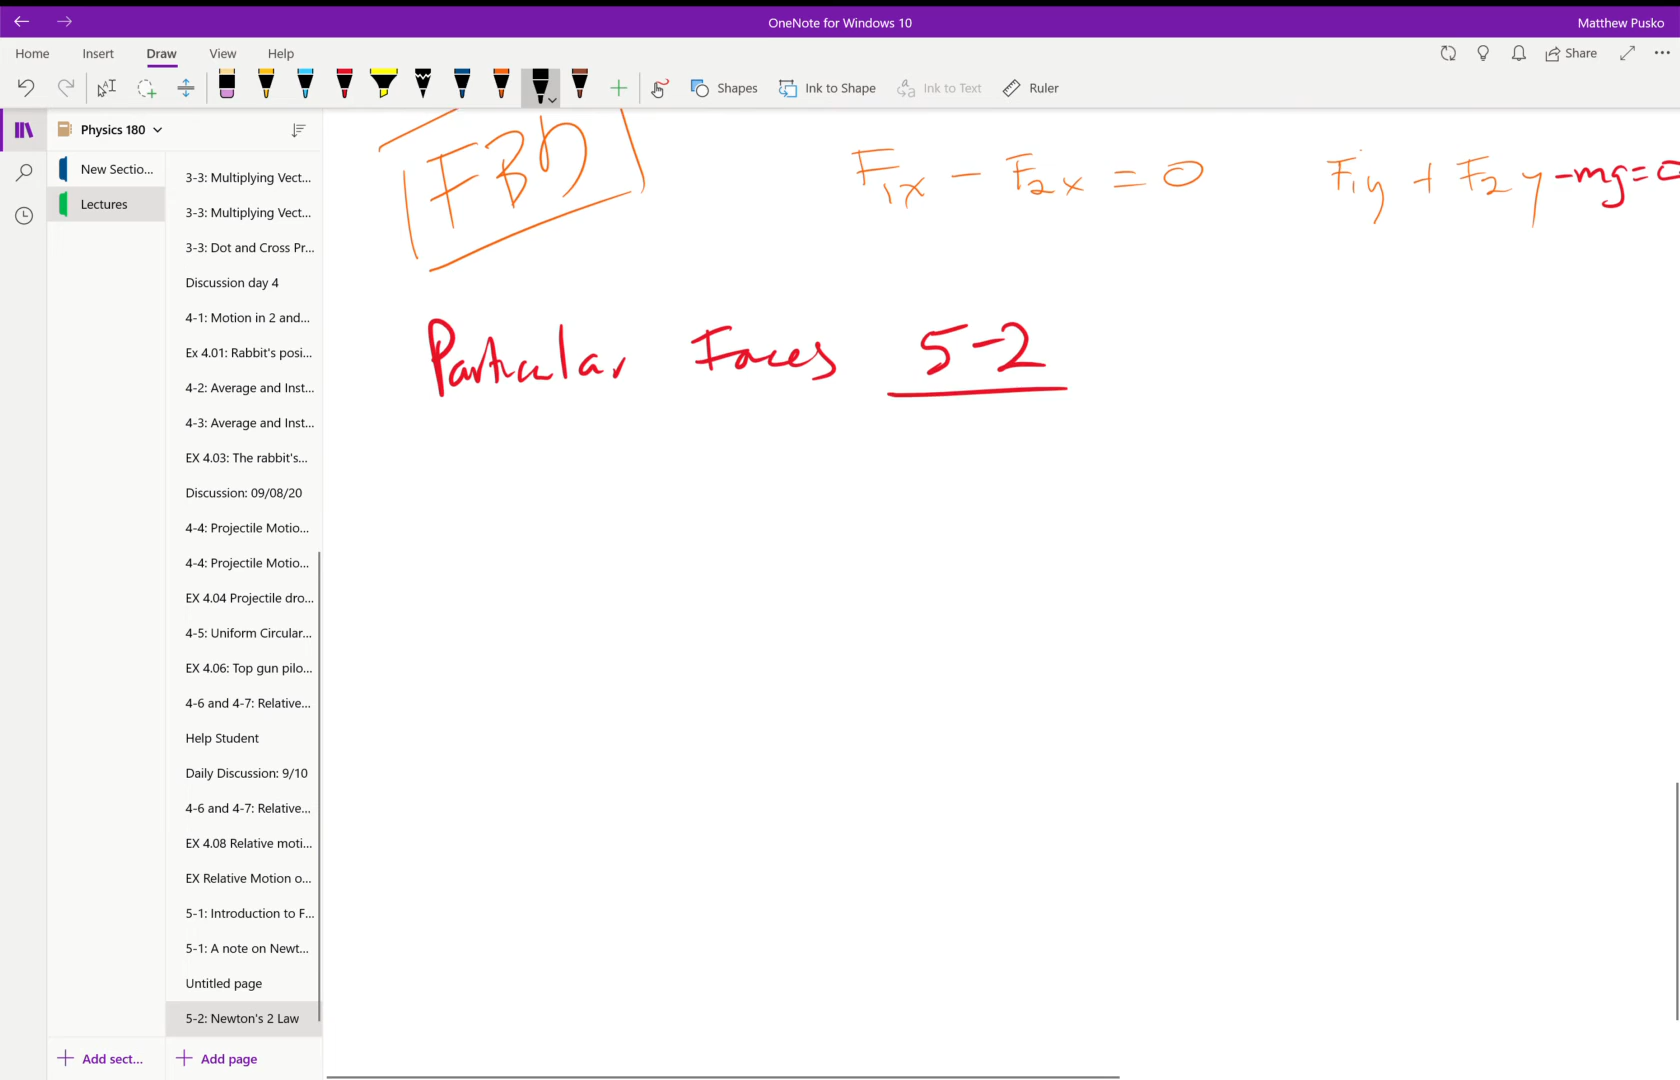 OneNote for Windows 10
Matthew Pusko
Home Insert Draw View Help
Share
Shapes Ink to Shape Ink to Text Ruler
Physics 180
New Sectio...
Lectures
3-3: Multiplying Vect...
3-3: Multiplying Vect...
3-3: Dot and Cross Pr...
Discussion day 4
4-1: Motion in 2 and...
Ex 4.01: Rabbit's posi...
4-2: Average and Inst...
4-3: Average and Inst...
EX 4.03: The rabbit's...
Discussion: 09/08/20
4-4: Projectile Motio...
4-4: Projectile Motio...
EX 4.04 Projectile dro...
4-5: Uniform Circular...
EX 4.06: Top gun pilo...
4-6 and 4-7: Relative...
Help Student
Daily Discussion: 9/10
4-6 and 4-7: Relative...
EX 4.08 Relative moti...
EX Relative Motion o...
5-1: Introduction to F...
5-1: A note on Newt...
Untitled page
5-2: Newton's 2 Law
Add sect...
Add page
FBD
F1x - F2x = 0
F1y + F2y -mg=0
Particular Forces 5-2